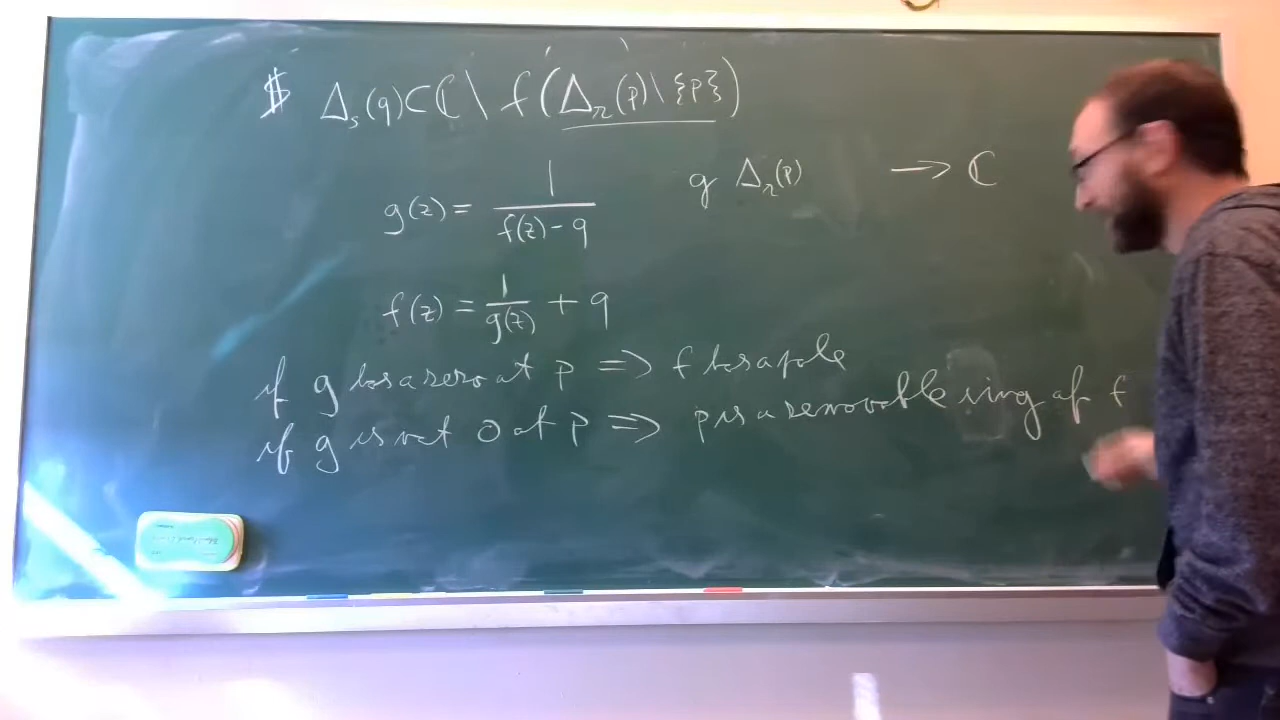 $ Δ_s(q) ⊂ ℂ \ f(Δ_r(p) \ {p})
g(z) = 1/(f(z) - q) g Δ_r(p) → ℂ
f(z) = 1/g(z) + q
if g has a zero at p ⇒ f has a pole
if g is not 0 at p ⇒ p is a removable sing of f